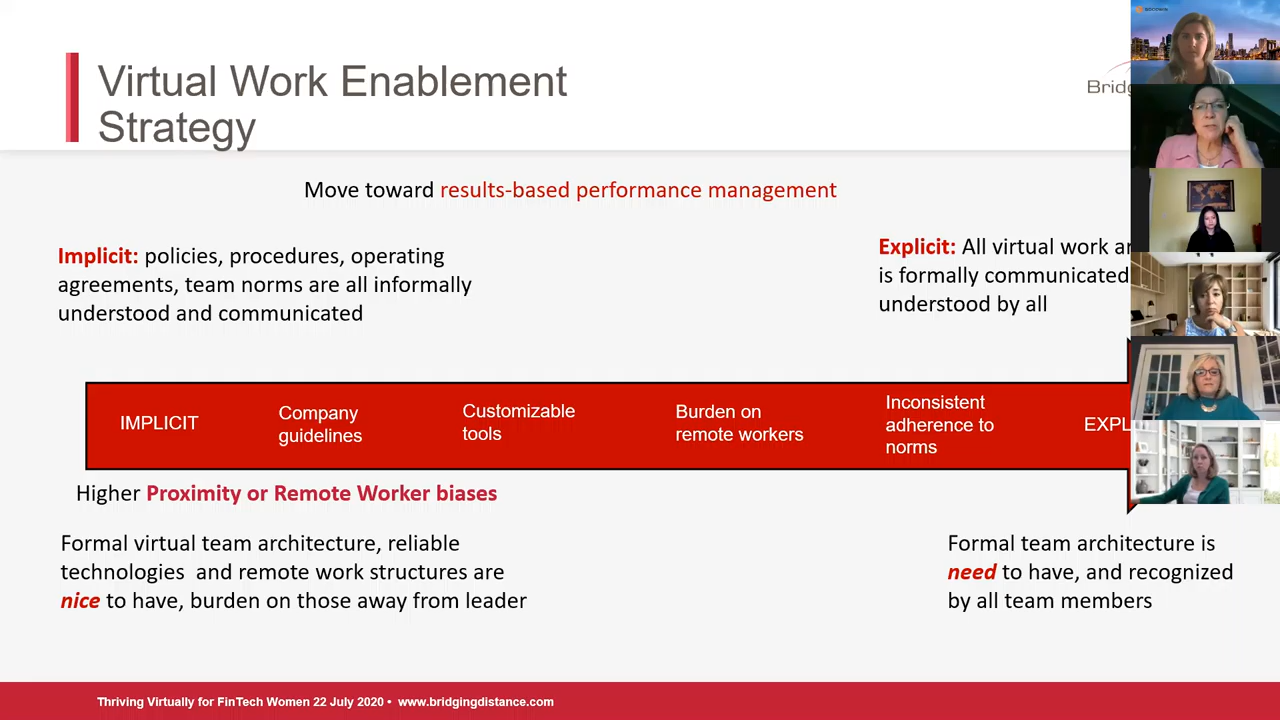 Virtual Work Enablement
Strategy
Move toward results-based performance management
Implicit: policies, procedures, operating
agreements, team norms are all informally
understood and communicated
Explicit: All virtual work
is formally communicated
understood by all
IMPLICIT
Company
guidelines
Customizable
tools
Burden on
remote workers
Inconsistent
adherence to
norms
Higher Proximity or Remote Worker biases
Formal virtual team architecture, reliable
technologies and remote work structures are
nice to have, burden on those away from leader
Formal team architecture is
need to have, and recognized
by all team members
Thriving Virtually for FinTech Women 22 July 2020 • www.bridgingdistance.com